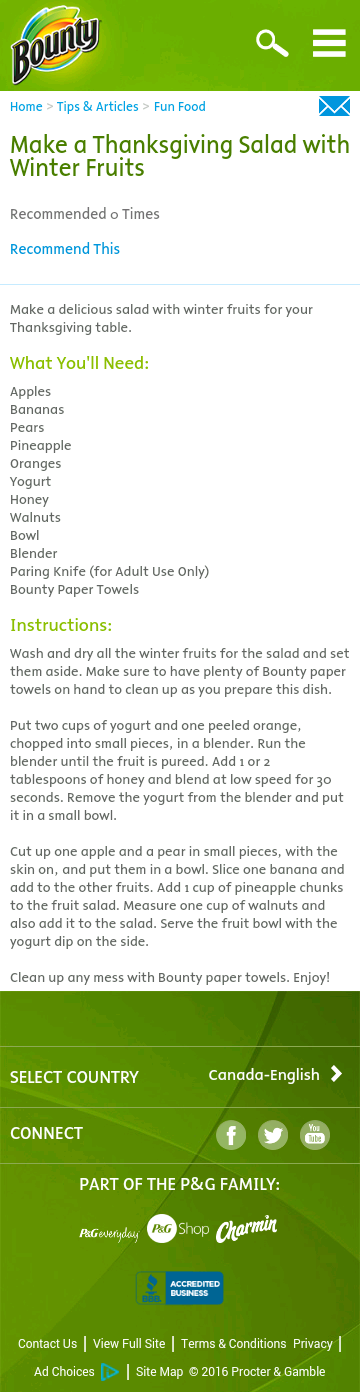 Bounty
Home > Tips & Articles > Fun Food
Make a Thanksgiving Salad with
Winter Fruits
Recommended 0 Times
Recommend This
Make a delicious salad with winter fruits for your
Thanksgiving table.
What You'll Need:
Apples
Bananas
Pears
Pineapple
Oranges
Yogurt
Honey
Walnuts
Bowl
Blender
Paring Knife (for Adult Use Only)
Bounty Paper Towels
Instructions:
Wash and dry all the winter fruits for the salad and set
them aside. Make sure to have plenty of Bounty paper
towels on hand to clean up as you prepare this dish.
Put two cups of yogurt and one peeled orange,
chopped into small pieces, in a blender. Run the
blender until the fruit is pureed. Add 1 or 2
tablespoons of honey and blend at low speed for 30
seconds. Remove the yogurt from the blender and put
it in a small bowl.
Cut up one apple and a pear in small pieces, with the
skin on, and put them in a bowl. Slice one banana and
add to the other fruits. Add 1 cup of pineapple chunks
to the fruit salad. Measure one cup of walnuts and
also add it to the salad. Serve the fruit bowl with the
yogurt dip on the side.
Clean up any mess with Bounty paper towels. Enjoy!
SELECT COUNTRY Canada-English
CONNECT f You Tube
PART OF THE P&G FAMILY:
P&G everyday P&G Shop Charmin
BBB. ACCREDITED BUSINESS
Contact Us | View Full Site | Terms & Conditions Privacy |
Ad Choices | Site Map © 2016 Procter & Gamble